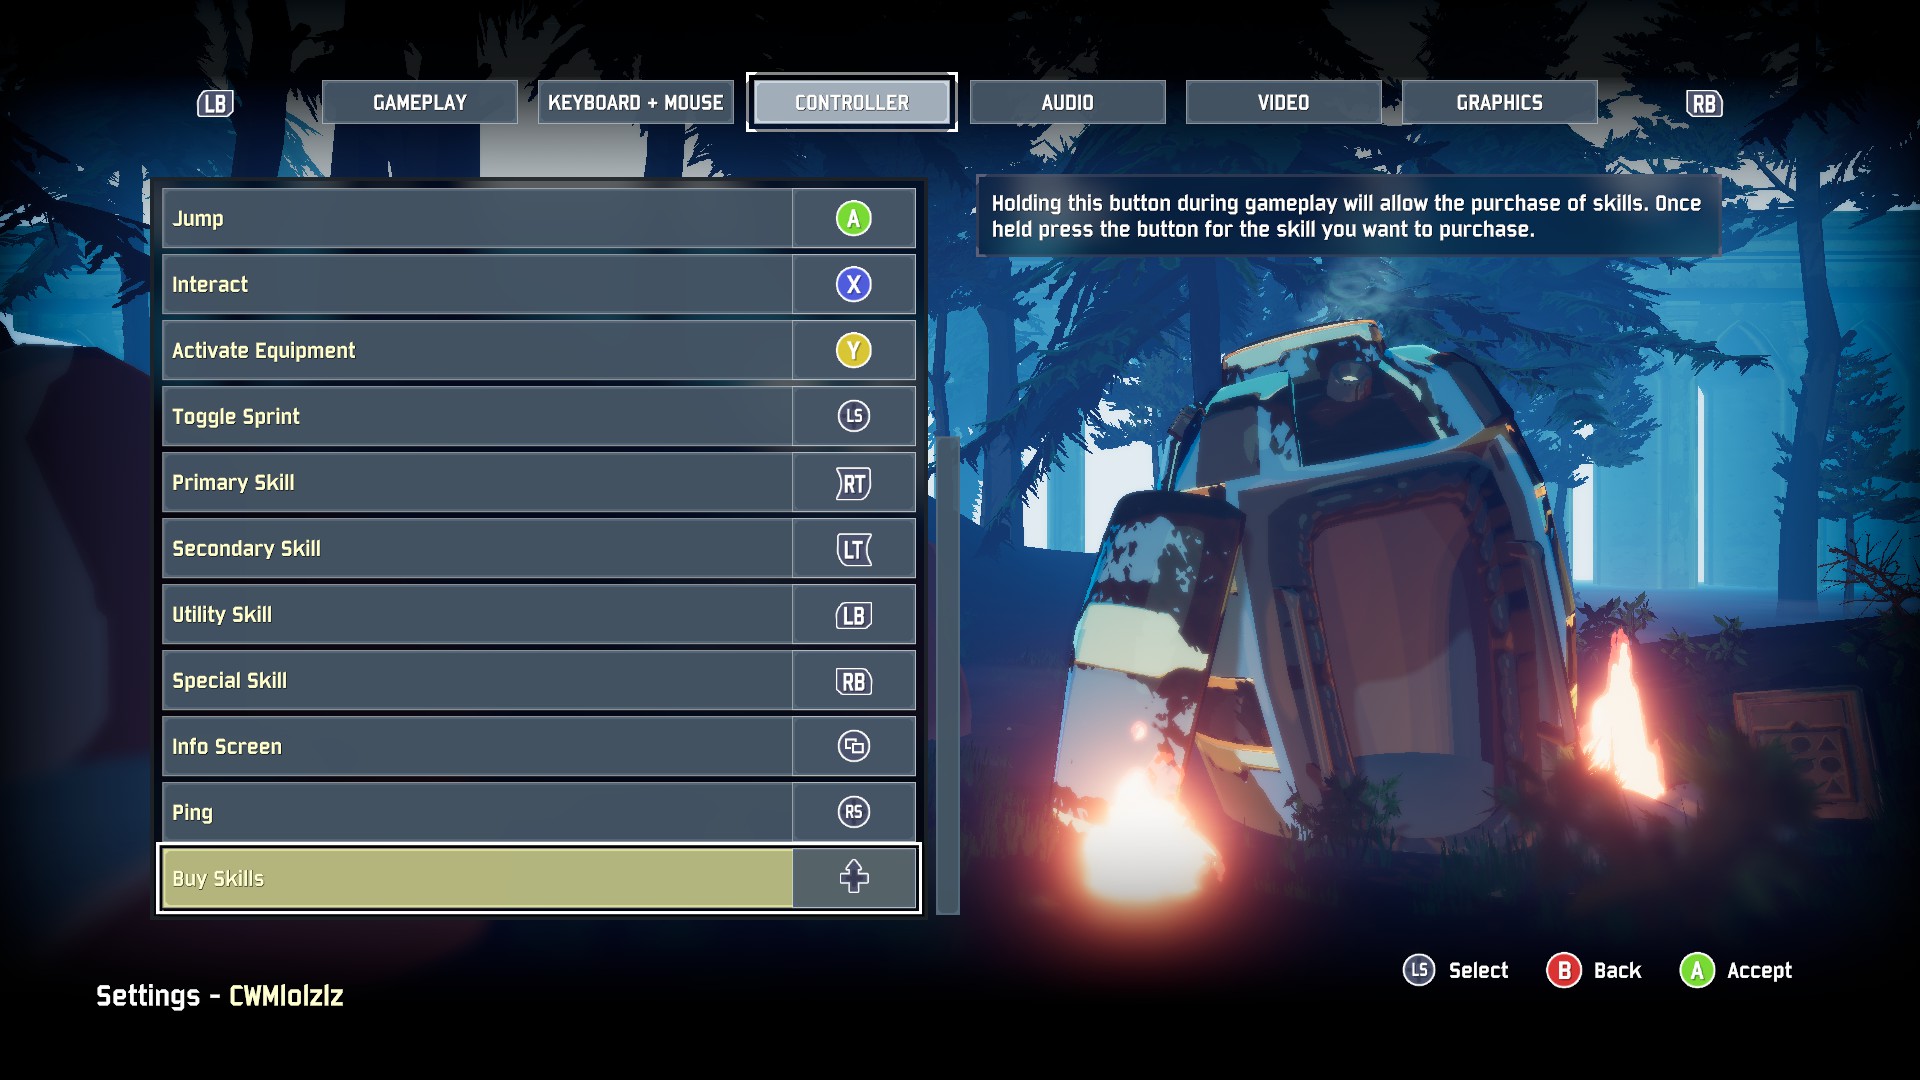 LB
GAMEPLAY
KEYBOARD + MOUSE
CONTROLLER
AUDIO
VIDEO
GRAPHICS
RB
Jump
A
Interact
X
Activate Equipment
Y
Toggle Sprint
LS
Primary Skill
RT
Secondary Skill
LT
Utility Skill
LB
Special Skill
RB
Info Screen
Ping
RS
Buy Skills
Holding this button during gameplay will allow the purchase of skills. Once
held press the button for the skill you want to purchase.
LS Select
B Back
A Accept
Settings - CWMlolzlz